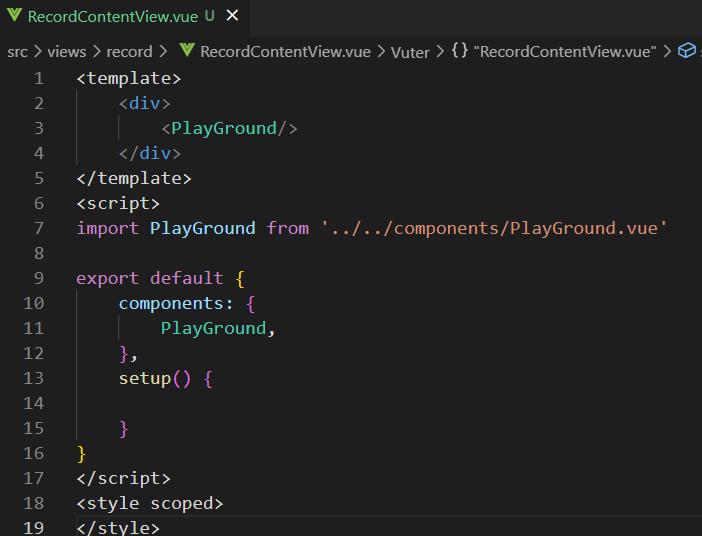 RecordContentView.vue U ×
src > views > record > RecordContentView.vue > Vuter > {} "RecordContentView.vue" >
1 <template>
2     <div>
3         <PlayGround/>
4     </div>
5 </template>
6 <script>
7 import PlayGround from '../../components/PlayGround.vue'
8
9 export default {
10     components: {
11         PlayGround,
12     },
13     setup() {
14
15     }
16 }
17 </script>
18 <style scoped>
19 </style>